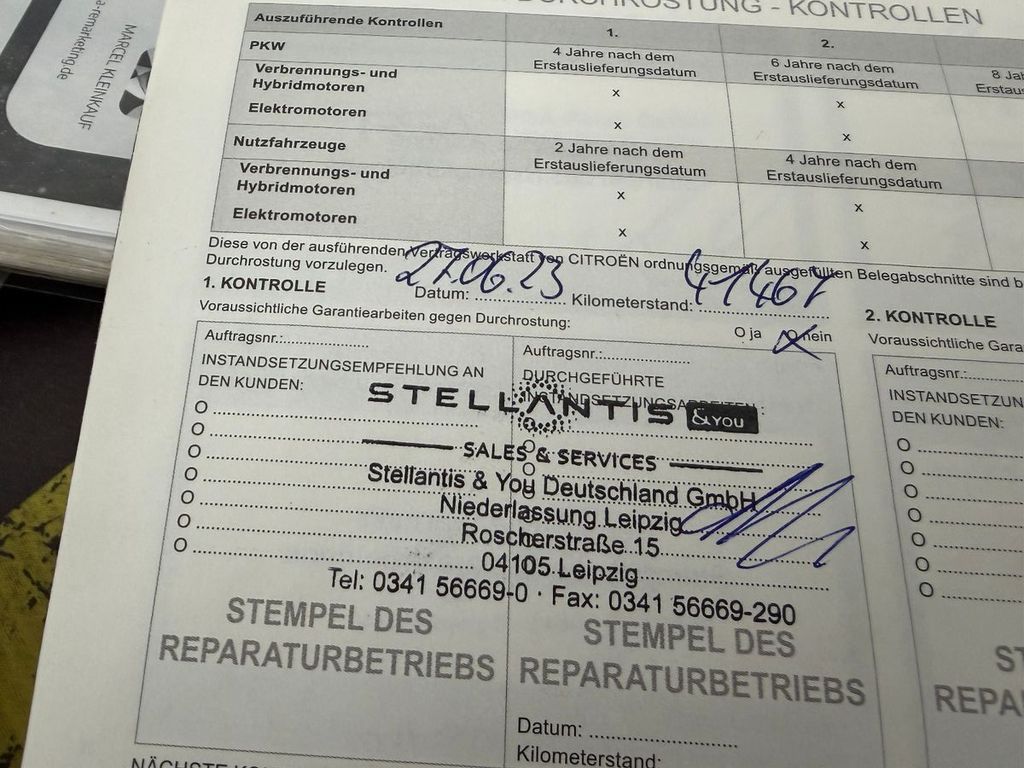 MARCEL KLEINKAUF
a-remarketing.de
DURCHROSTUNG - KONTROLLEN
Auszuführende Kontrollen
1.
2.
PKW
4 Jahre nach dem
Erstauslieferungsdatum
6 Jahre nach dem
Erstauslieferungsdatum
8 Jah
Erstaus
Verbrennungs- und
Hybridmotoren
x
x
Elektromotoren
x
x
Nutzfahrzeuge
2 Jahre nach dem
Erstauslieferungsdatum
4 Jahre nach dem
Erstauslieferungsdatum
Verbrennungs- und
Hybridmotoren
x
x
Elektromotoren
x
x
Diese von der ausführenden Vertragswerkstatt von CITROËN ordnungsgemäß ausgefüllten Belegabschnitte sind b
Durchrostung vorzulegen.
1. KONTROLLE
Datum: 27.06.23 Kilometerstand: 41467
Voraussichtliche Garantiearbeiten gegen Durchrostung:
O ja O nein
Auftragsnr.:
INSTANDSETZUNGSEMPFEHLUNG AN
DEN KUNDEN:
Auftragsnr.:
DURCHGEFÜHRTE
INSTANDSETZUNGSARBEITEN :
STELLANTIS &YOU
SALES & SERVICES
Stellantis & You Deutschland GmbH
Niederlassung Leipzig
Roscherstraße 15
04105 Leipzig
Tel: 0341 56669-0 · Fax: 0341 56669-290
STEMPEL DES
REPARATURBETRIEBS
STEMPEL DES
REPARATURBETRIEBS
Datum:
Kilometerstand:
2. KONTROLLE
Voraussichtliche Gara
Auftragsnr.:
INSTANDSETZUN
DEN KUNDEN:
ST
REPA